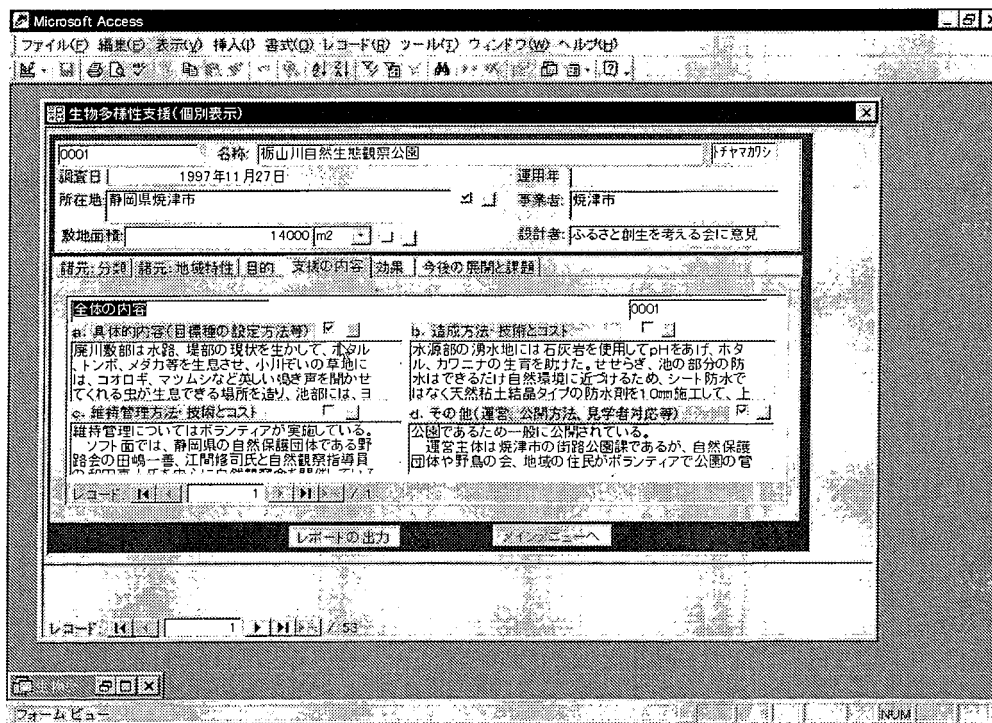 Microsoft Access
ファイル(F) 編集(E) 表示(V) 挿入(I) 書式(O) レコード(R) ツール(T) ウィンドウ(W) ヘルプ(H)
生物多様性支援(個別表示)
0001 名称: 栃山川自然生態観察公園 トチヤマカワシ
調査日 1997年11月27日 運用年
所在地: 静岡県焼津市 事業者: 焼津市
敷地面積: 14000 m2 設計者: ふるさと創生を考える会に意見
諸元:分類 諸元:地域特性 目的 支援の内容 効果 今後の展開と課題
全体の内容 0001
a. 具体的内容(目標種の設定方法等) b. 造成方法・技術とコスト
廃川敷部は水路、堤部の現状を生かして、ホタル
、トンボ、メダカ等を生息させ、小川ぞいの草地に
は、コオロギ、マツムシなど美しい鳴き声を聞かせ
てくれる虫が生息できる場所を造り、池部には、ヨ
水源部の湧水地には石灰岩を使用してpHをあげ、ホタ
ル、カワニナの生育を助けた。せせらぎ、池の部分の防
水はできるだけ自然環境に近づけるため、シート防水で
はなく天然粘土結晶タイプの防水剤を10mm施工して、上
c. 維持管理方法・技術とコスト d. その他(運営、公開方法、見学者対応等)
維持管理についてはボランティアが実施している。
ソフト面では、静岡県の自然保護団体である野
路会の田嶋一善、江間修司氏と自然観察指導員
公園であるため一般に公開されている。
運営主体は焼津市の街路公園課であるが、自然保護
団体や野鳥の会、地域の住民がボランティアで公園の管
レコード: 1 / 1
レポートの出力 メインメニューへ
レコード: 1 / 53
フォーム ビュー NUM